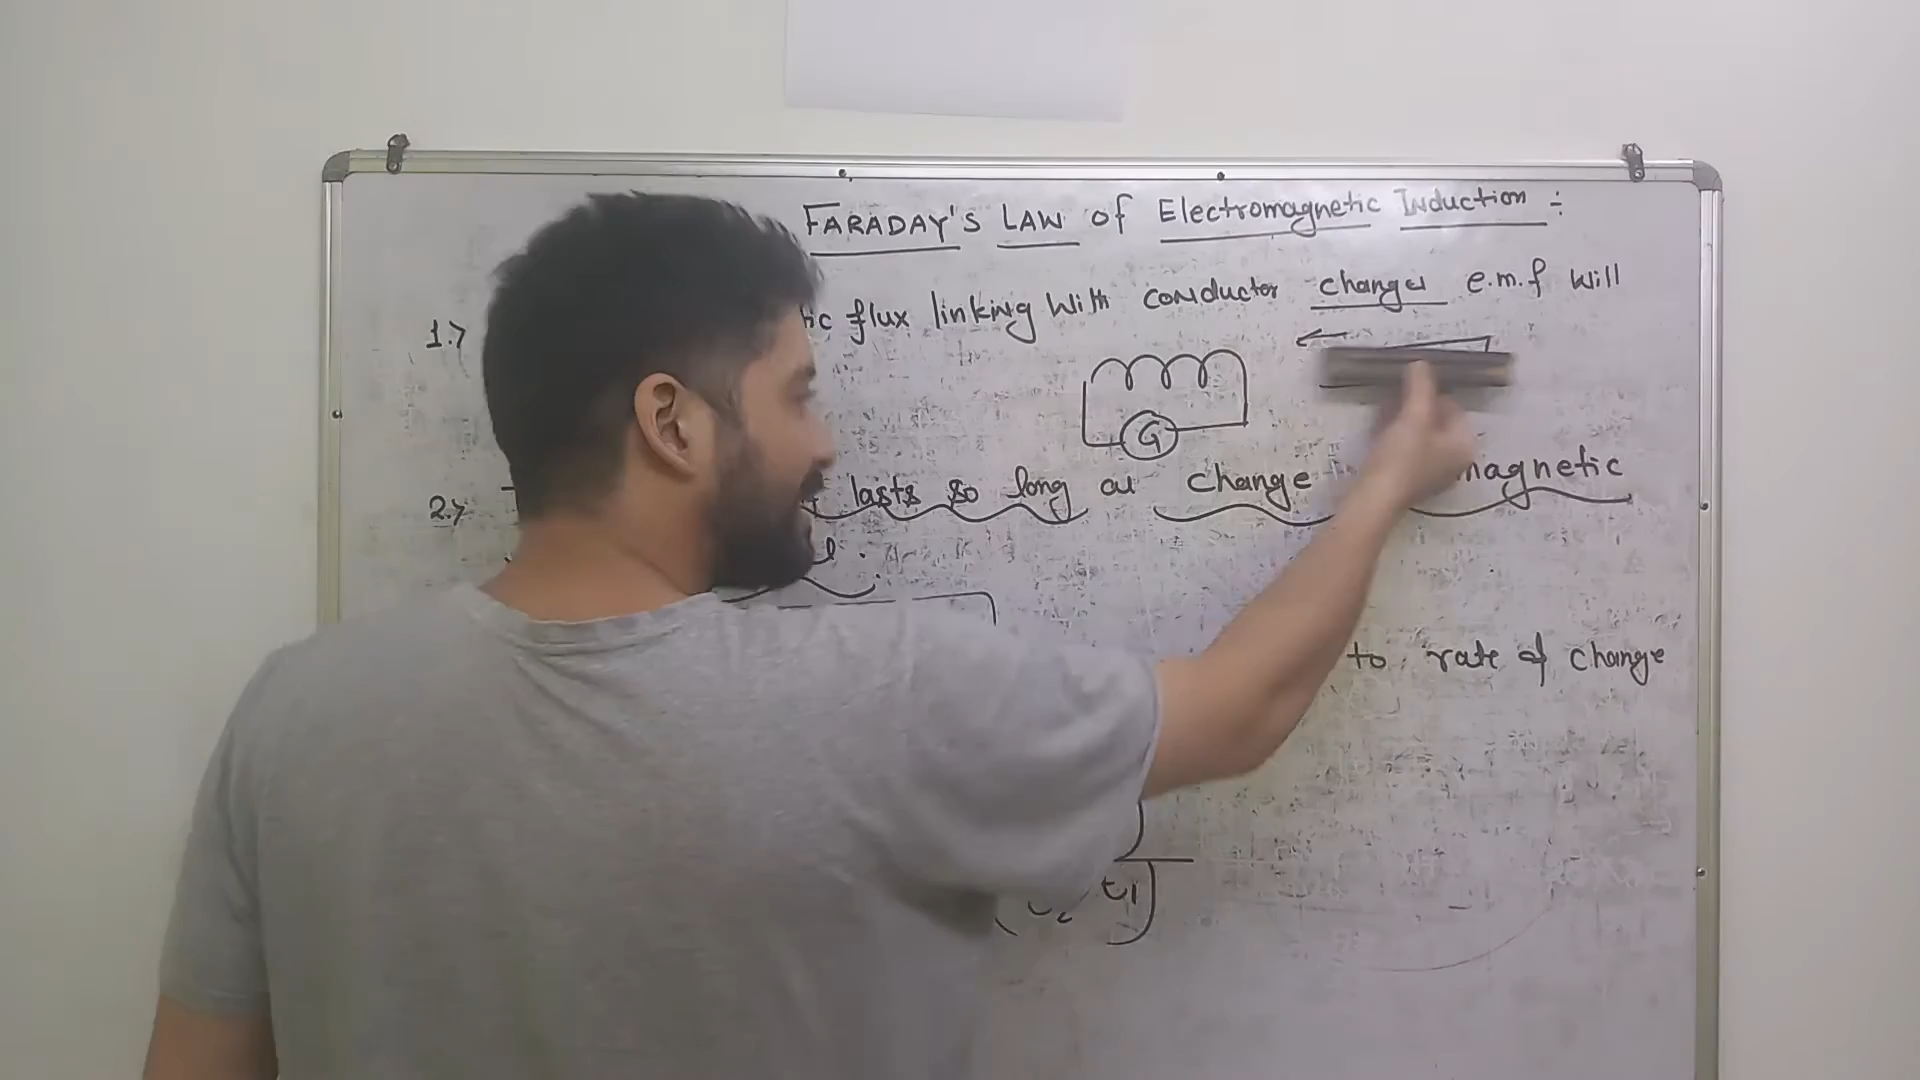 FARADAY'S LAW of Electromagnetic Induction :-
1.> flux linking with conductor changes e.m.f will
G
2.> lasts so long as change magnetic
to rate of change
t1